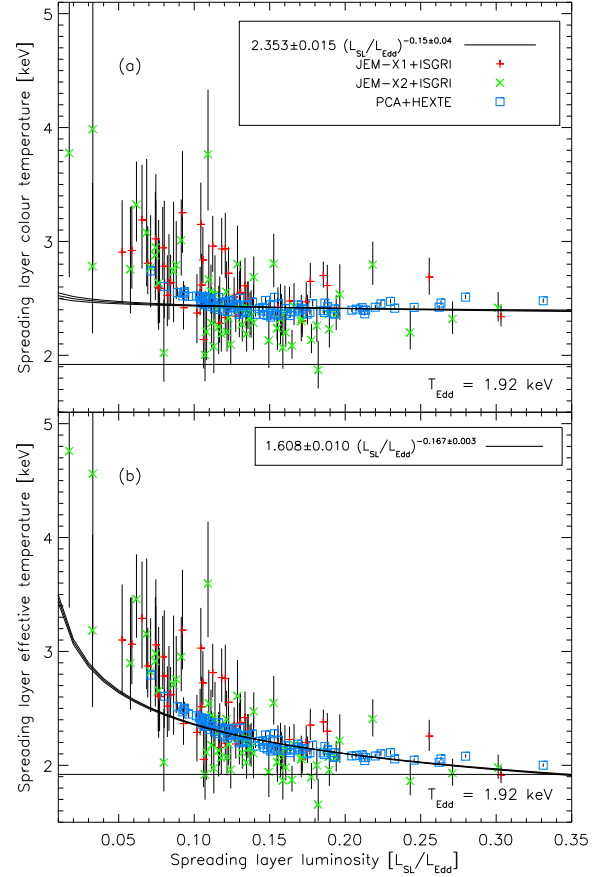 5
2.353±0.015 (L_SL/L_Edd)^−0.15±0.04
(a)
JEM−X1+ISGRI
JEM−X2+ISGRI
PCA+HEXTE
4
3
2
T_Edd = 1.92 keV
Spreading layer colour temperature [keV]
5
1.608±0.010 (L_SL/L_Edd)^−0.167±0.003
(b)
4
3
2
T_Edd = 1.92 keV
Spreading layer effective temperature [keV]
0.05 0.10 0.15 0.20 0.25 0.30 0.35
Spreading layer luminosity [L_SL/L_Edd]